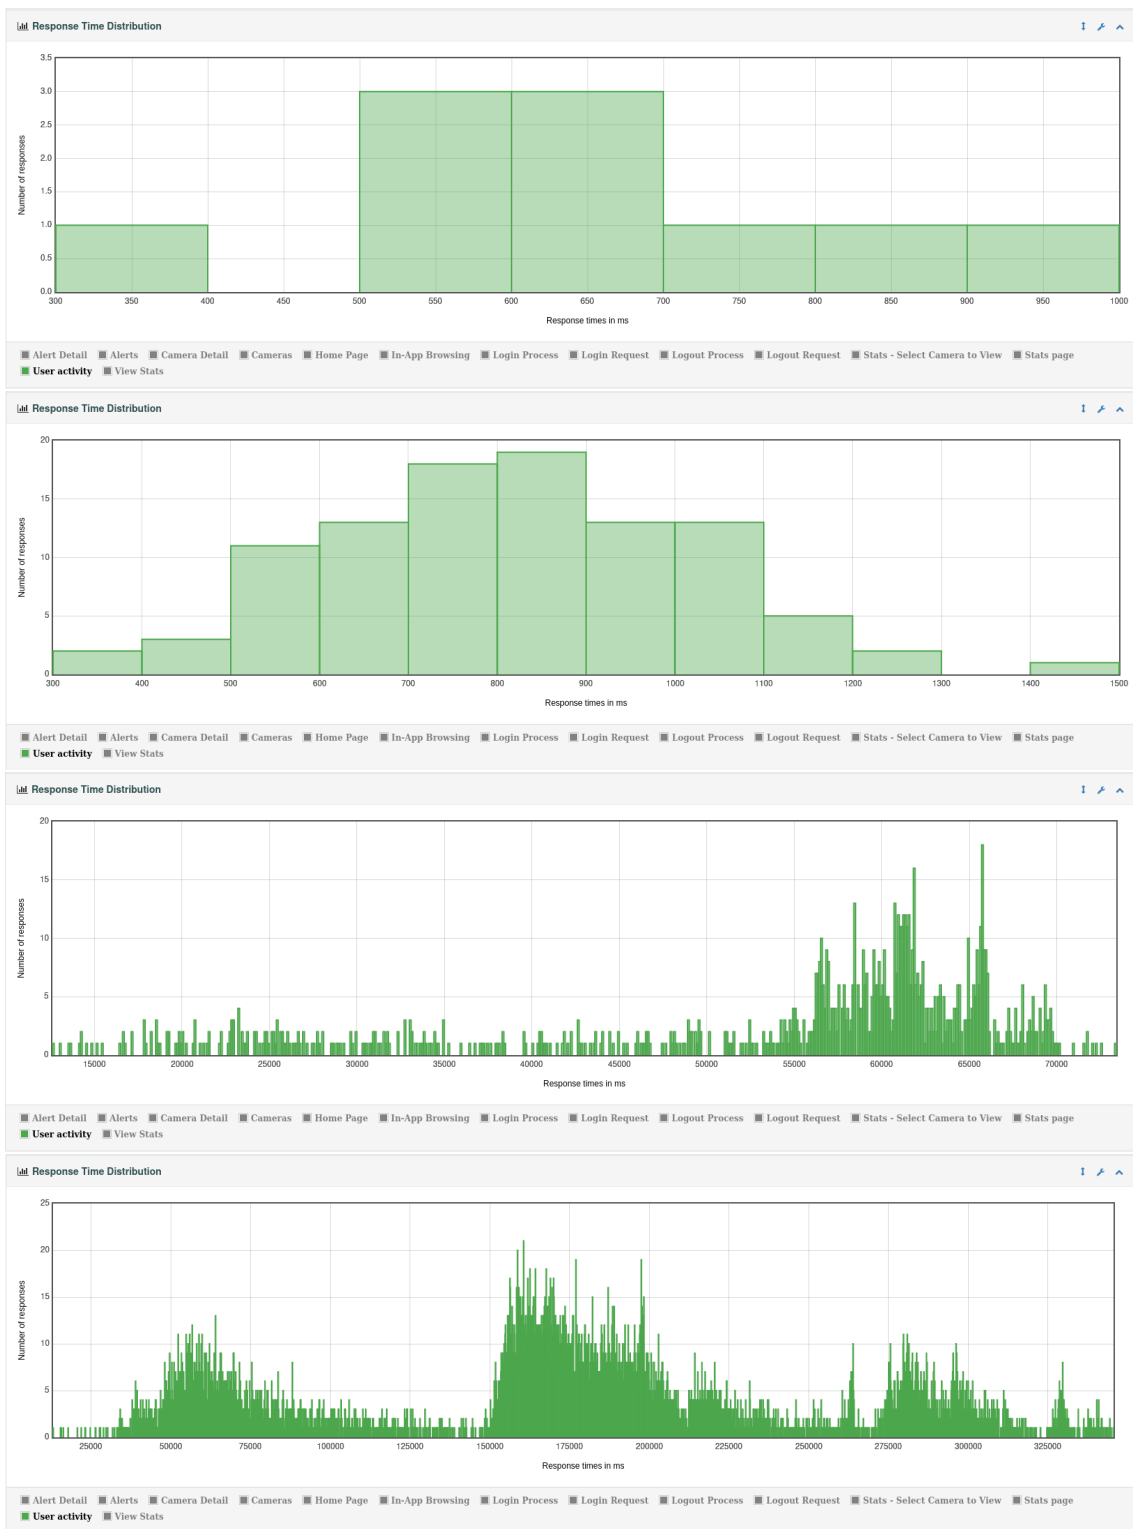 Response Time Distribution
3.5
3.0
2.5
2.0
1.5
1.0
0.5
0.0
Number of responses
300 350 400 450 500 550 600 650 700 750 800 850 900 950 1000
Response times in ms
Alert Detail Alerts Camera Detail Cameras Home Page In-App Browsing Login Process Login Request Logout Process Logout Request Stats - Select Camera to View Stats page
User activity View Stats
Response Time Distribution
20
15
10
5
0
Number of responses
300 400 500 600 700 800 900 1000 1100 1200 1300 1400 1500
Response times in ms
Alert Detail Alerts Camera Detail Cameras Home Page In-App Browsing Login Process Login Request Logout Process Logout Request Stats - Select Camera to View Stats page
User activity View Stats
Response Time Distribution
20
15
10
5
0
Number of responses
15000 20000 25000 30000 35000 40000 45000 50000 55000 60000 65000 70000
Response times in ms
Alert Detail Alerts Camera Detail Cameras Home Page In-App Browsing Login Process Login Request Logout Process Logout Request Stats - Select Camera to View Stats page
User activity View Stats
Response Time Distribution
25
20
15
10
5
0
Number of responses
25000 50000 75000 100000 125000 150000 175000 200000 225000 250000 275000 300000 325000
Response times in ms
Alert Detail Alerts Camera Detail Cameras Home Page In-App Browsing Login Process Login Request Logout Process Logout Request Stats - Select Camera to View Stats page
User activity View Stats